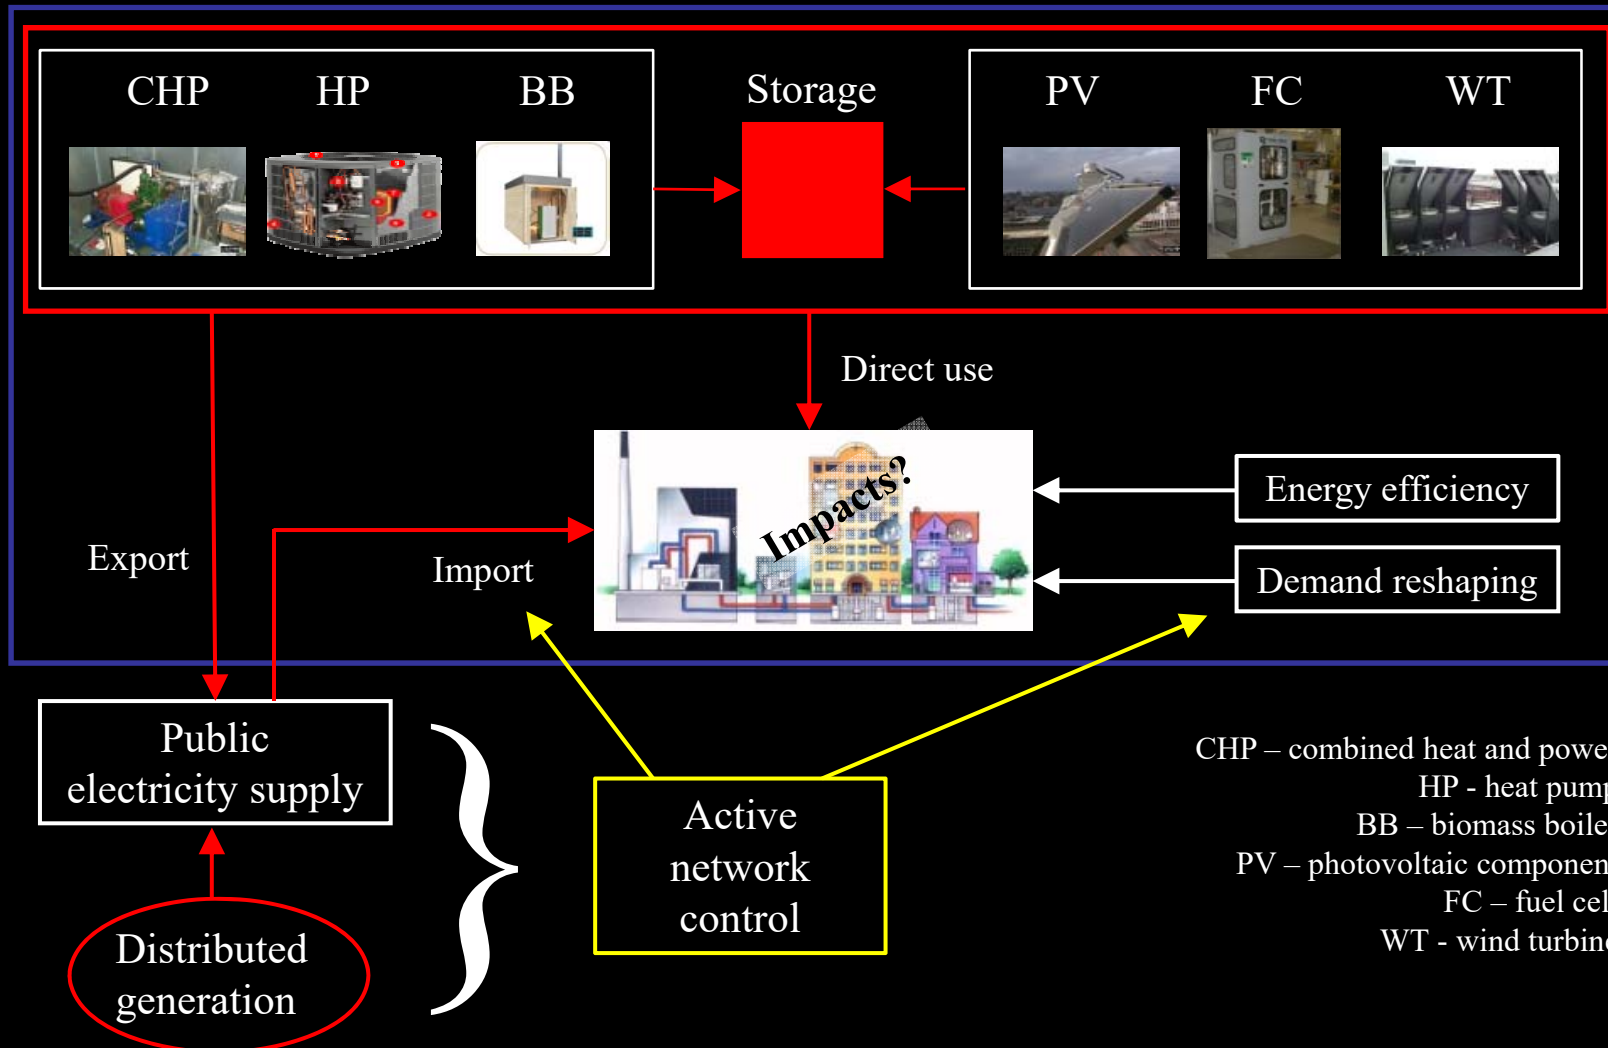 CHP HP BB Storage PV FC WT
Direct use
Impacts?
Energy efficiency
Export
Import
Demand reshaping
Public
electricity supply
Active
network
control
Distributed
generation
CHP – combined heat and powe
HP - heat pump
BB – biomass boile
PV – photovoltaic componen
FC – fuel cel
WT - wind turbine